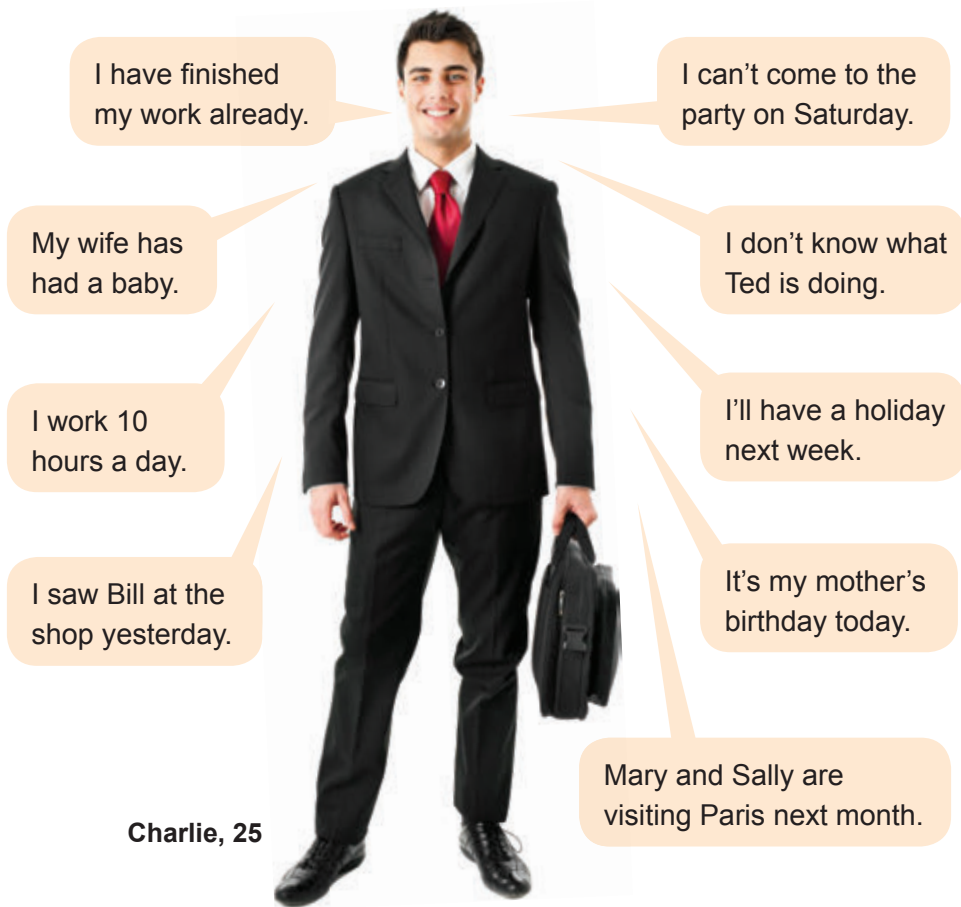 I have finished
my work already.
I can't come to the
party on Saturday.
My wife has
had a baby.
I don’t know what
Ted is doing.
I work 10
hours a day.
I’ll have a holiday
next week.
I saw Bill at the
shop yesterday.
It’s my mother’s
birthday today.
Mary and Sally are
visiting Paris next month.
Charlie, 25